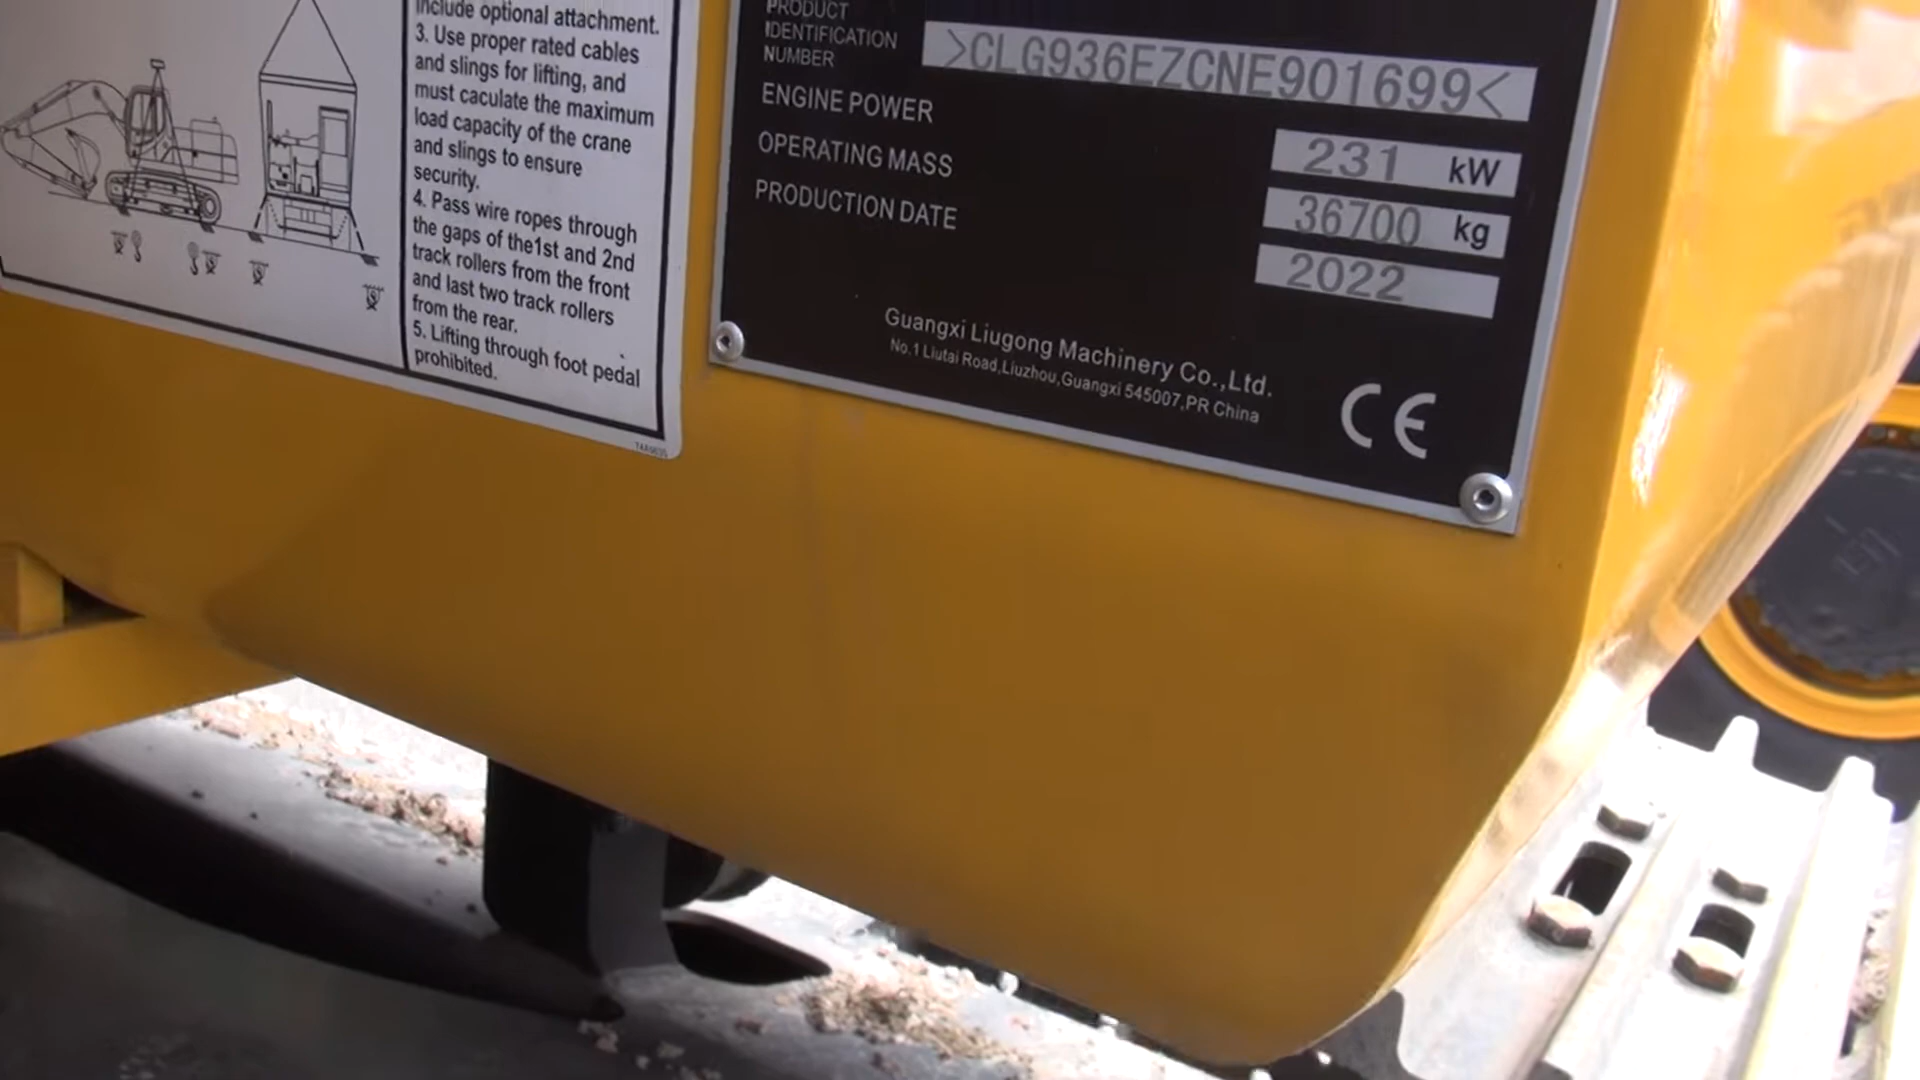 include optional attachment.
3. Use proper rated cables
and slings for lifting, and
must caculate the maximum
load capacity of the crane
and slings to ensure
security.
4. Pass wire ropes through
the gaps of the1st and 2nd
track rollers from the front
and last two track rollers
from the rear.
5. Lifting through foot pedal
prohibited.
PRODUCT
IDENTIFICATION
NUMBER
>CLG936EZCNE901699<
ENGINE POWER
231 kW
OPERATING MASS
36700 kg
PRODUCTION DATE
2022
Guangxi Liugong Machinery Co.,Ltd.
No.1 Liutai Road,Liuzhou,Guangxi 545007,PR China
CE